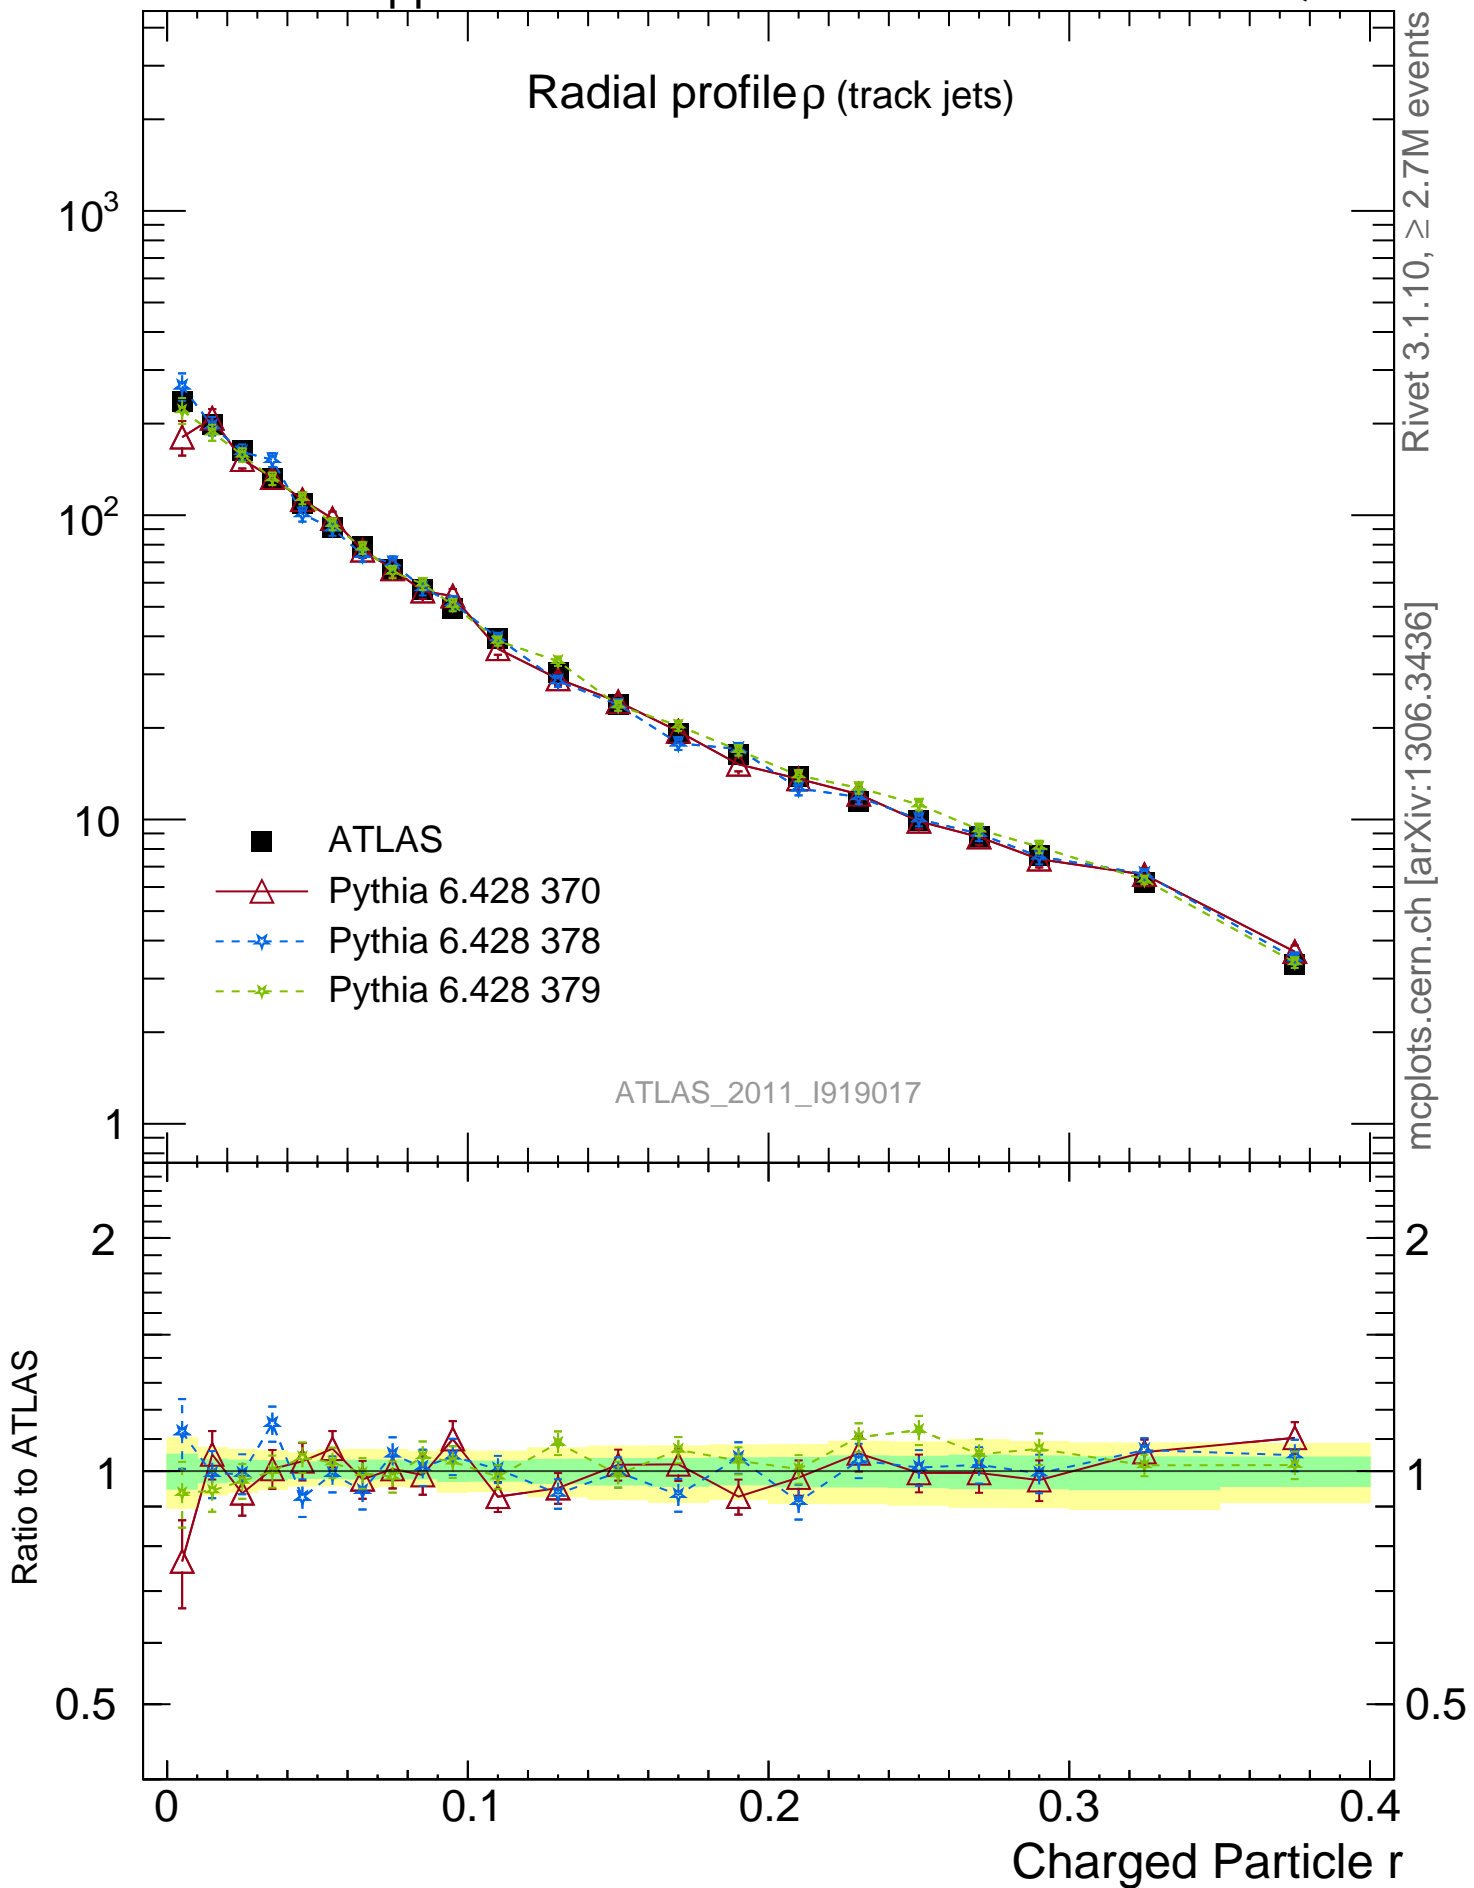 pp
Radial profile ρ (track jets)
Rivet 3.1.10, ≥ 2.7M events
mcplots.cern.ch [arXiv:1306.3436]
10³
10²
10
1
ATLAS
Pythia 6.428 370
Pythia 6.428 378
Pythia 6.428 379
ATLAS_2011_I919017
Ratio to ATLAS
2
1
0.5
2
1
0.5
0
0.1
0.2
0.3
0.4
Charged Particle r